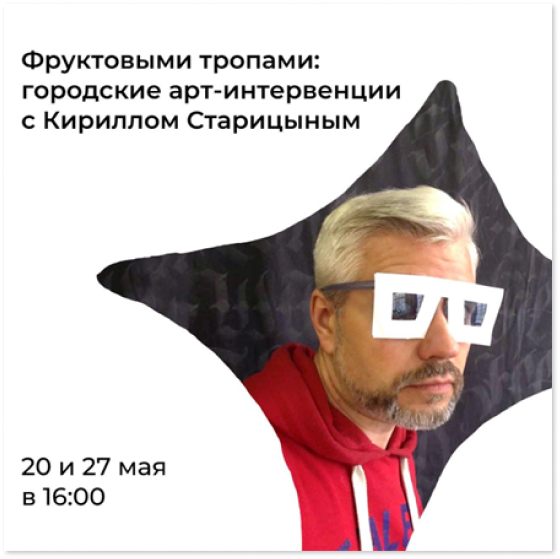 Фруктовыми тропами:
городские арт-интервенции
с Кириллом Старицыным
20 и 27 мая
в 16:00